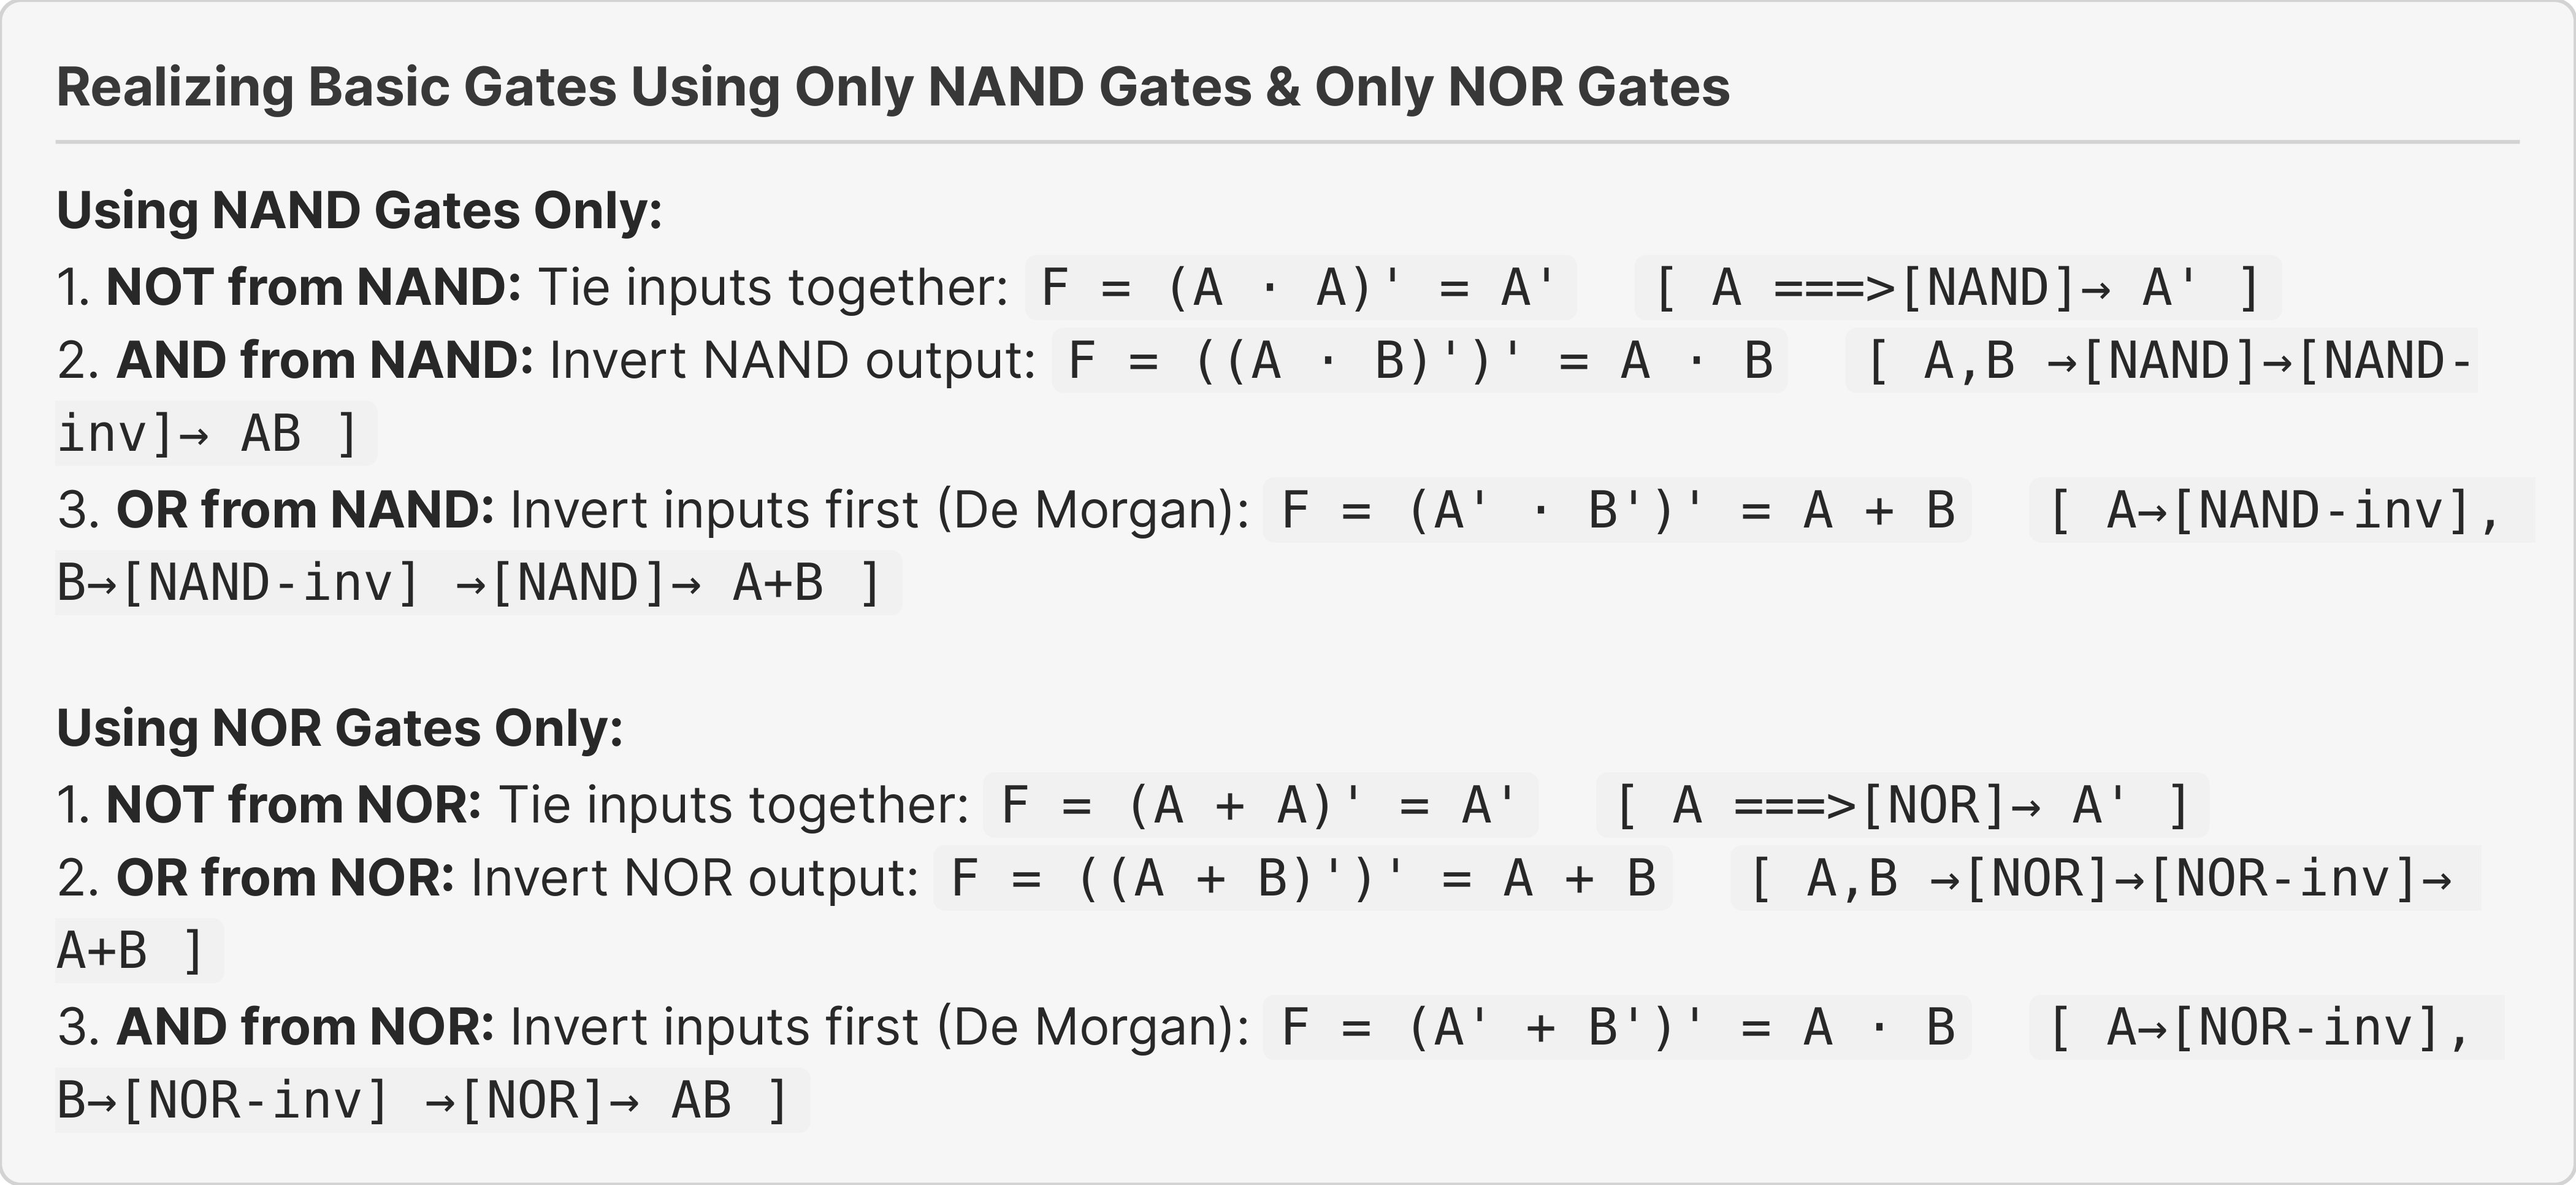 Realizing Basic Gates Using Only NAND Gates & Only NOR Gates
Using NAND Gates Only:
1. NOT from NAND: Tie inputs together: F = (A · A)' = A' [ A ===>[NAND]→ A' ]
2. AND from NAND: Invert NAND output: F = ((A · B)')' = A · B [ A,B →[NAND]→[NAND-
inv]→ AB ]
3. OR from NAND: Invert inputs first (De Morgan): F = (A' · B')' = A + B [ A→[NAND-inv],
B→[NAND-inv] →[NAND]→ A+B ]
Using NOR Gates Only:
1. NOT from NOR: Tie inputs together: F = (A + A)' = A' [ A ===>[NOR]→ A' ]
2. OR from NOR: Invert NOR output: F = ((A + B)')' = A + B [ A,B →[NOR]→[NOR-inv]→
A+B ]
3. AND from NOR: Invert inputs first (De Morgan): F = (A' + B')' = A · B [ A→[NOR-inv],
B→[NOR-inv] →[NOR]→ AB ]